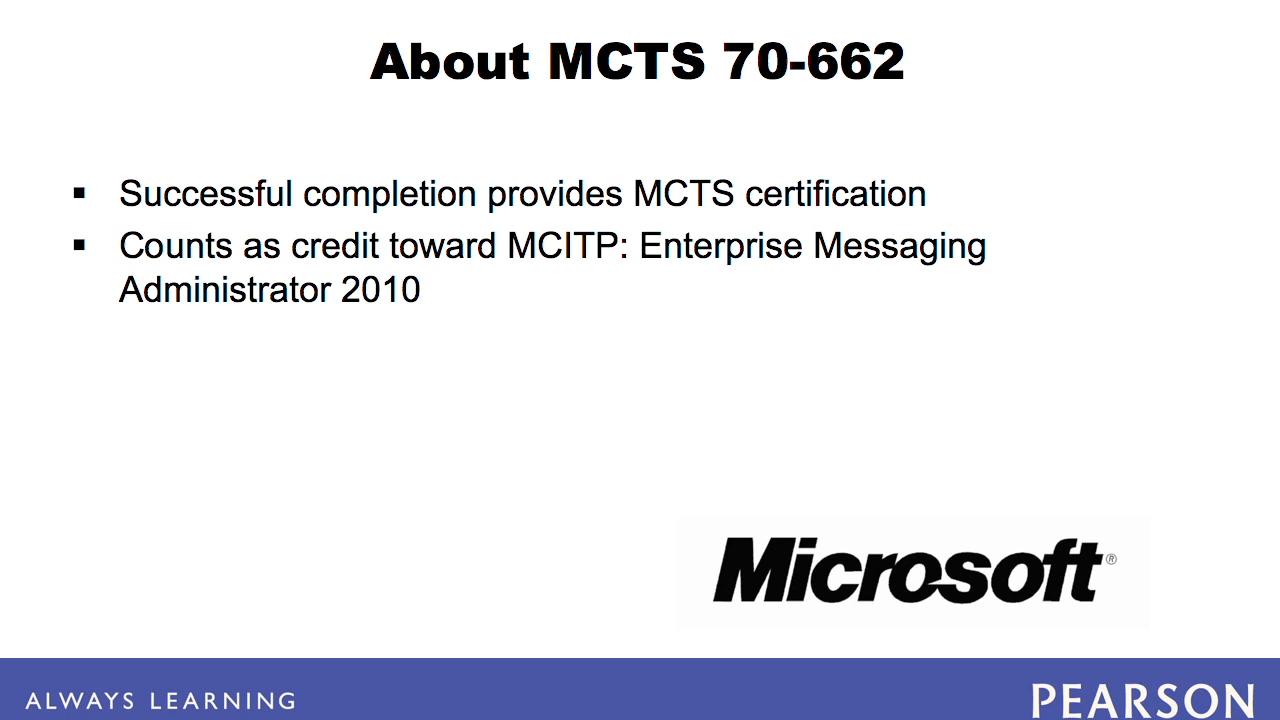 About MCTS 70-662
▪ Successful completion provides MCTS certification
▪ Counts as credit toward MCITP: Enterprise Messaging
Administrator 2010
Microsoft®
ALWAYS LEARNING
PEARSON